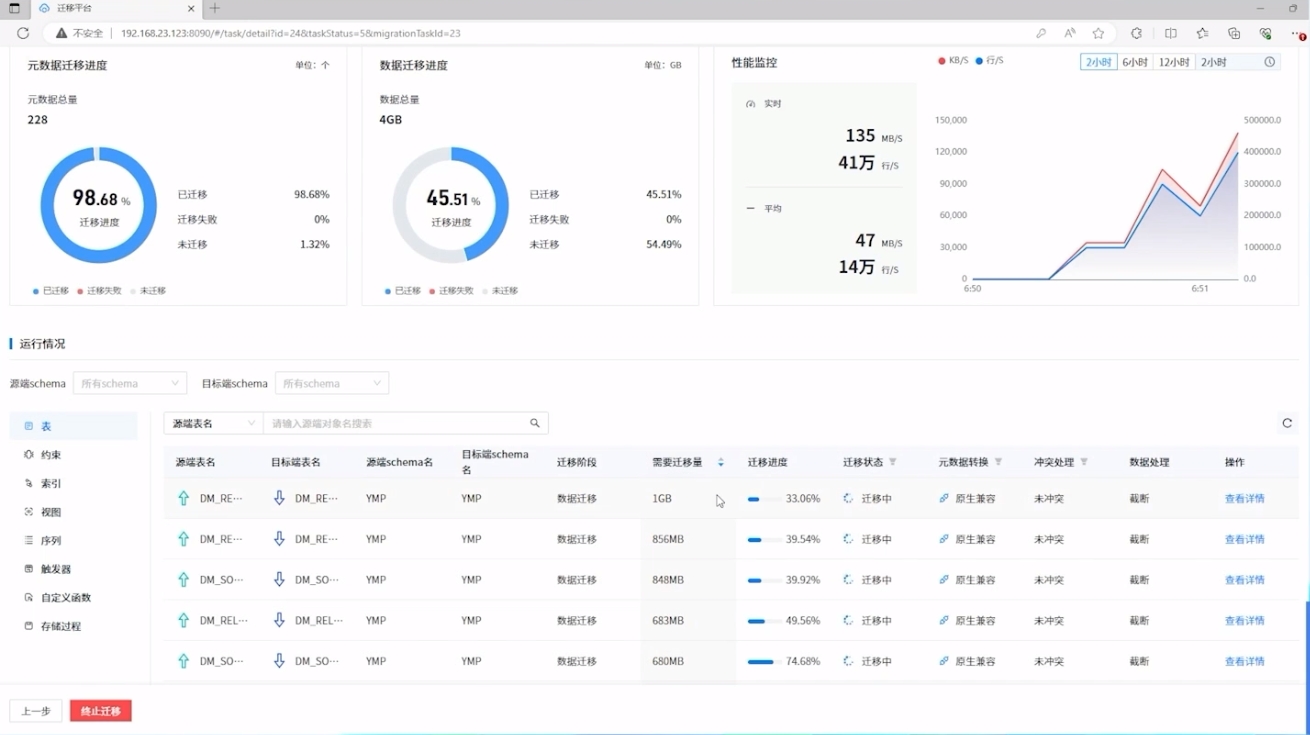 迁移平台
不安全 192.168.23.123:8090/#/task/detail?id=24&taskStatus=5&migrationTaskId=23
元数据迁移进度 单位：个
元数据总量
228
98.68 %
迁移进度
已迁移 98.68%
迁移失败 0%
未迁移 1.32%
已迁移 迁移失败 未迁移
数据迁移进度 单位：GB
数据总量
4GB
45.51 %
迁移进度
已迁移 45.51%
迁移失败 0%
未迁移 54.49%
已迁移 迁移失败 未迁移
性能监控
KB/S 行/S
2小时 6小时 12小时 2小时
实时
135 MB/S
41万 行/S
平均
47 MB/S
14万 行/S
150,000 500000.0
120,000 400000.0
90,000 300000.0
60,000 200000.0
30,000 100000.0
0 0.0
6:50 6:51
运行情况
源端schema 所有schema 目标端schema 所有schema
表
约束
索引
视图
序列
触发器
自定义函数
存储过程
源端表名 请输入源端对象名搜索
源端表名 目标端表名 源端schema名 目标端schema名 迁移阶段 需要迁移量 迁移进度 迁移状态 元数据转换 冲突处理 数据处理 操作
DM_RE··· DM_RE··· YMP YMP 数据迁移 1GB 33.06% 迁移中 原生兼容 未冲突 截断 查看详情
DM_RE··· DM_RE··· YMP YMP 数据迁移 856MB 39.54% 迁移中 原生兼容 未冲突 截断 查看详情
DM_SO··· DM_SO··· YMP YMP 数据迁移 848MB 39.92% 迁移中 原生兼容 未冲突 截断 查看详情
DM_REL··· DM_REL··· YMP YMP 数据迁移 683MB 49.56% 迁移中 原生兼容 未冲突 截断 查看详情
DM_SO··· DM_SO··· YMP YMP 数据迁移 680MB 74.68% 迁移中 原生兼容 未冲突 截断 查看详情
上一步 终止迁移